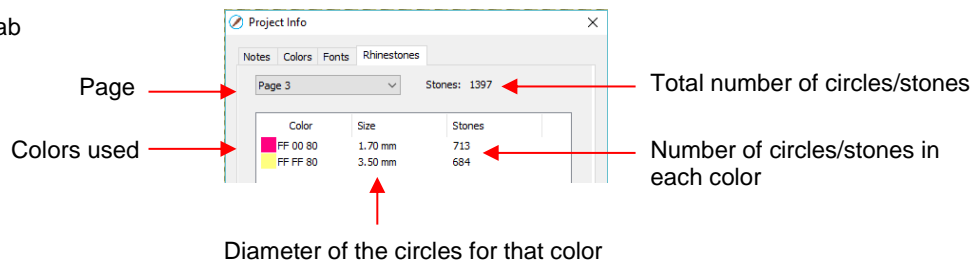 ab
Project Info
Notes Colors Fonts Rhinestones
Page
Page 3
Stones: 1397
Total number of circles/stones
Color Size Stones
Colors used
FF 00 80 1.70 mm 713
FF FF 80 3.50 mm 684
Number of circles/stones in
each color
Diameter of the circles for that color